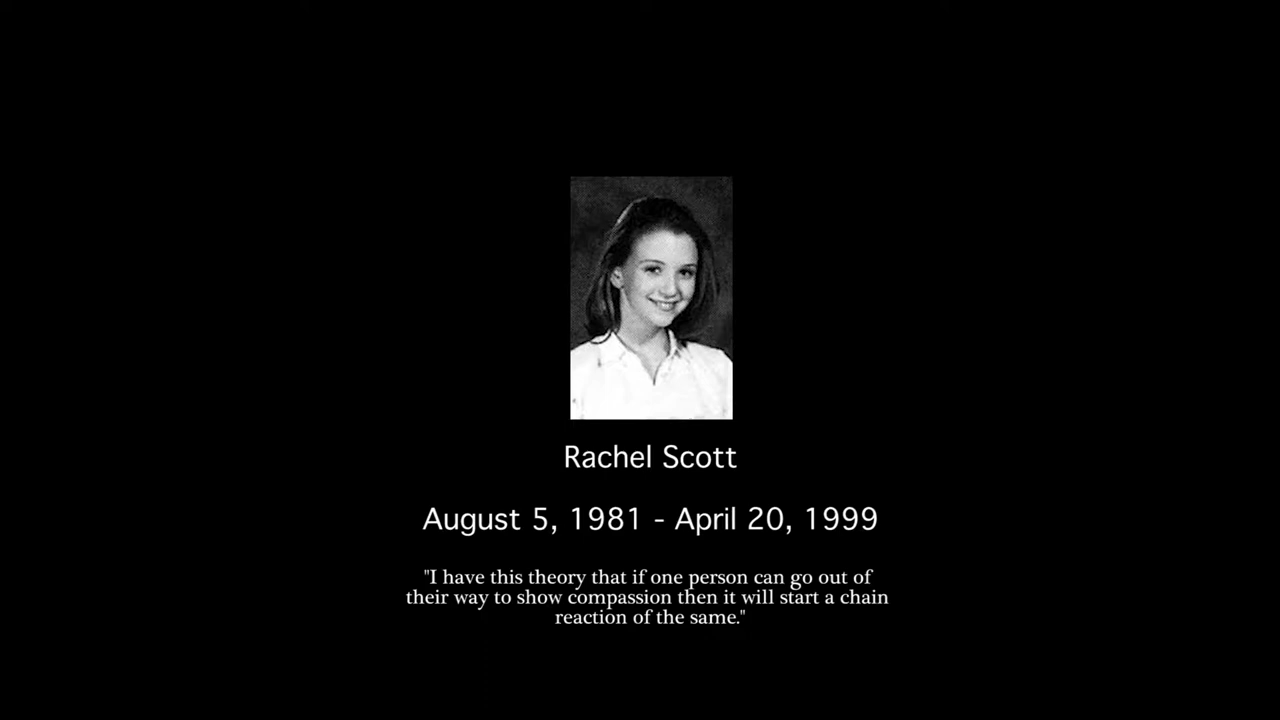 Rachel Scott
August 5, 1981 - April 20, 1999
"I have this theory that if one person can go out of
their way to show compassion then it will start a chain
reaction of the same."